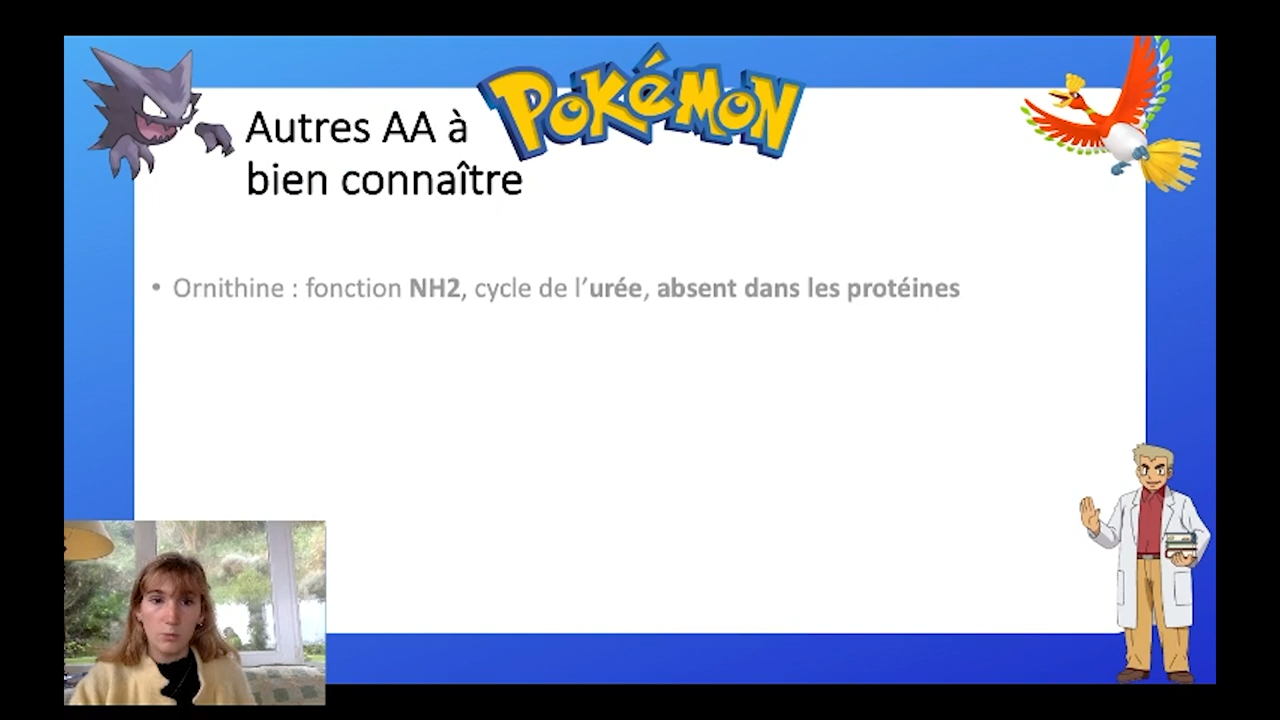 POKéMON
Autres AA à
bien connaître
• Ornithine : fonction NH2, cycle de l’urée, absent dans les protéines